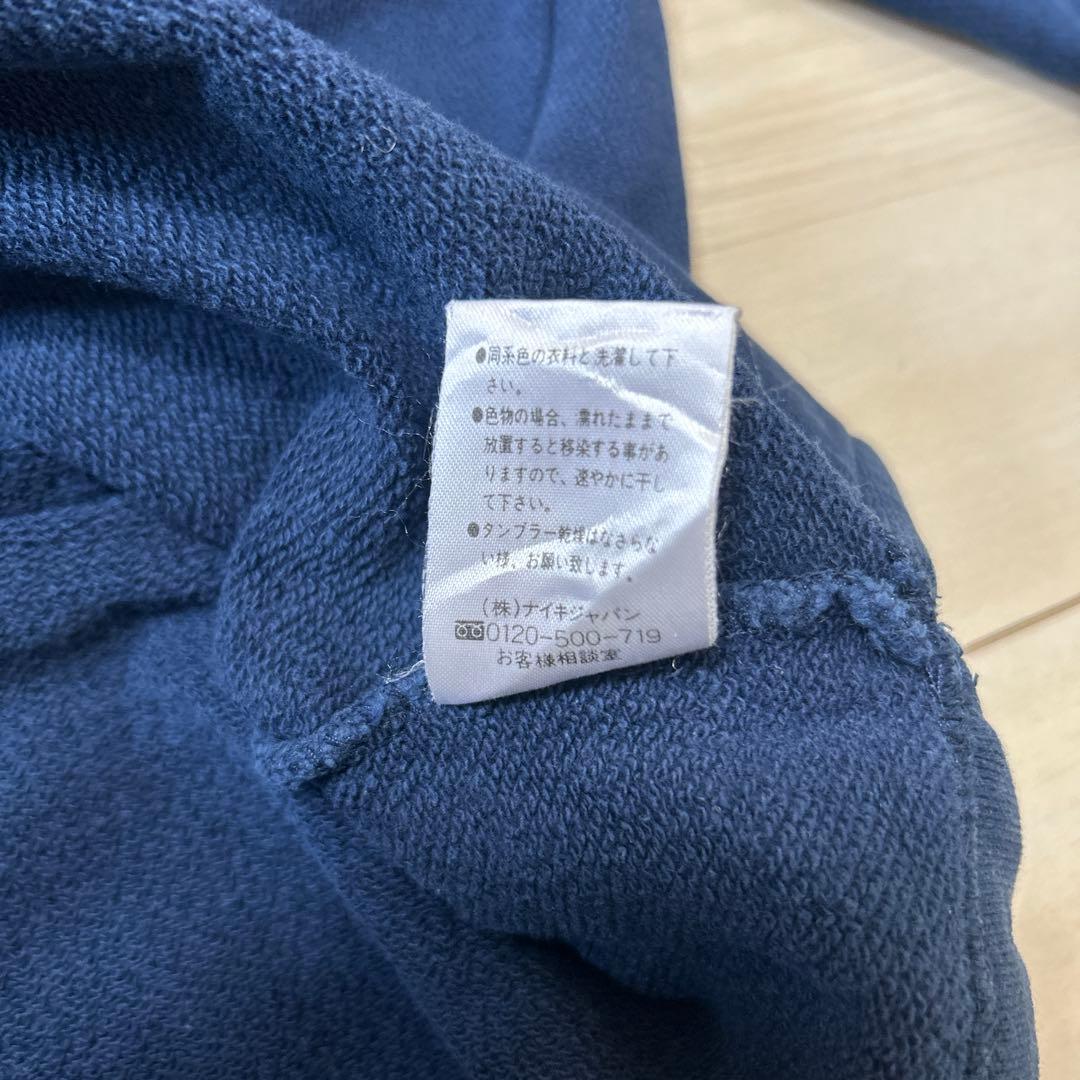 ●同系色の衣料と洗濯して下
さい。
●色物の場合、濡れたままで
放置すると移染する事があ
りますので、速やかに干し
て下さい。
●タンブラー乾燥はなさらな
い様、お願い致します。
(株)ナイキジャパン
0120-500-719
お客様相談室